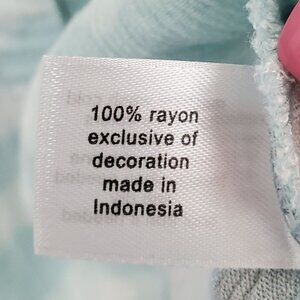 100% rayon
exclusive of
decoration
made in
Indonesia